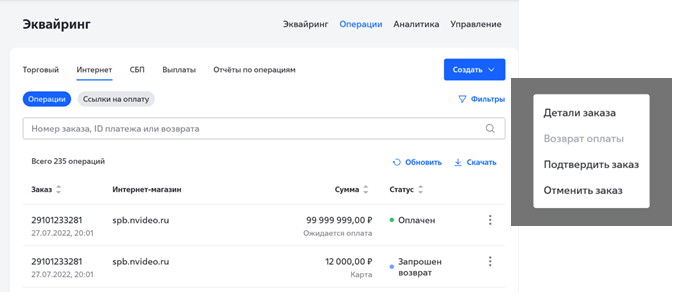 Эквайринг
Эквайринг Операции Аналитика Управление
Торговый Интернет СБП Выплаты Отчёты по операциям Создать
Операции Ссылки на оплату Фильтры
Номер заказа, ID платежа или возврата
Всего 235 операций Обновить Скачать
Заказ Интернет-магазин Сумма Статус
29101233281 spb.nvideo.ru 99 999 999,00 ₽ Оплачен
27.07.2022, 20:01 Ожидается оплата
29101233281 spb.nvideo.ru 12 000,00 ₽ Запрошен
27.07.2022, 20:01 Карта возврат
Детали заказа
Возврат оплаты
Подтвердить заказ
Отменить заказ